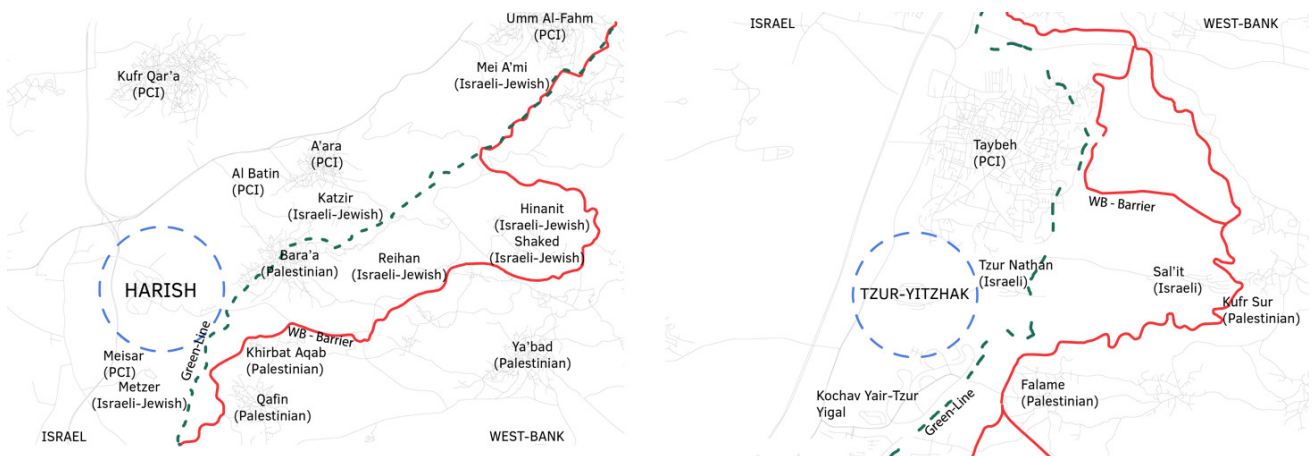 Umm Al-Fahm
(PCI)
Kufr Qar'a
(PCI)
Mei A'mi
(Israeli-Jewish)
A'ara
(PCI)
Al Batin
(PCI)
Katzir
(Israeli-Jewish)
Hinanit
(Israeli-Jewish)
Shaked
(Israeli-Jewish)
Bara'a
(Palestinian)
Reihan
(Israeli-Jewish)
HARISH
Green-Line
WB - Barrier
Meisar
(PCI)
Metzer
(Israeli-Jewish)
Khirbat Aqab
(Palestinian)
Ya'bad
(Palestinian)
Qafin
(Palestinian)
ISRAEL
WEST-BANK
ISRAEL
WEST-BANK
Taybeh
(PCI)
WB - Barrier
Tzur Nathan
(Israeli)
Sal'it
(Israeli)
TZUR-YITZHAK
Kufr Sur
(Palestinian)
Kochav Yair-Tzur
Yigal
Falame
(Palestinian)
Green-Line